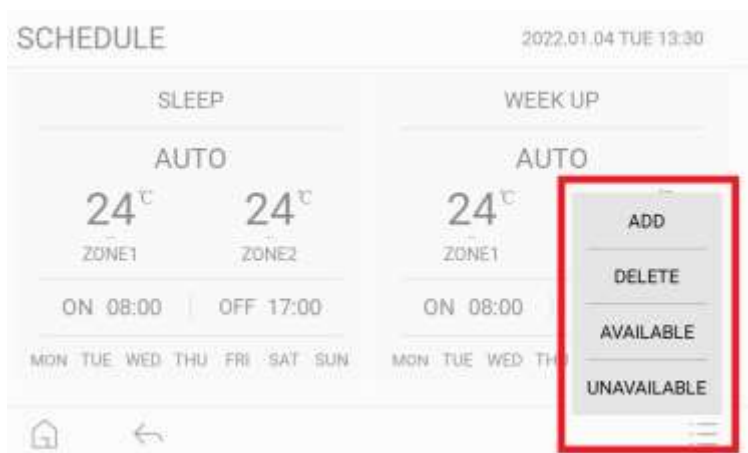 SCHEDULE
2022.01.04 TUE 13:30
SLEEP
AUTO
24℃ 24℃
ZONE1 ZONE2
ON 08:00 OFF 17:00
MON TUE WED THU FRI SAT SUN
WEEK UP
AUTO
24℃
ZONE1
ON 08:00
MON TUE WED
ADD
DELETE
AVAILABLE
UNAVAILABLE